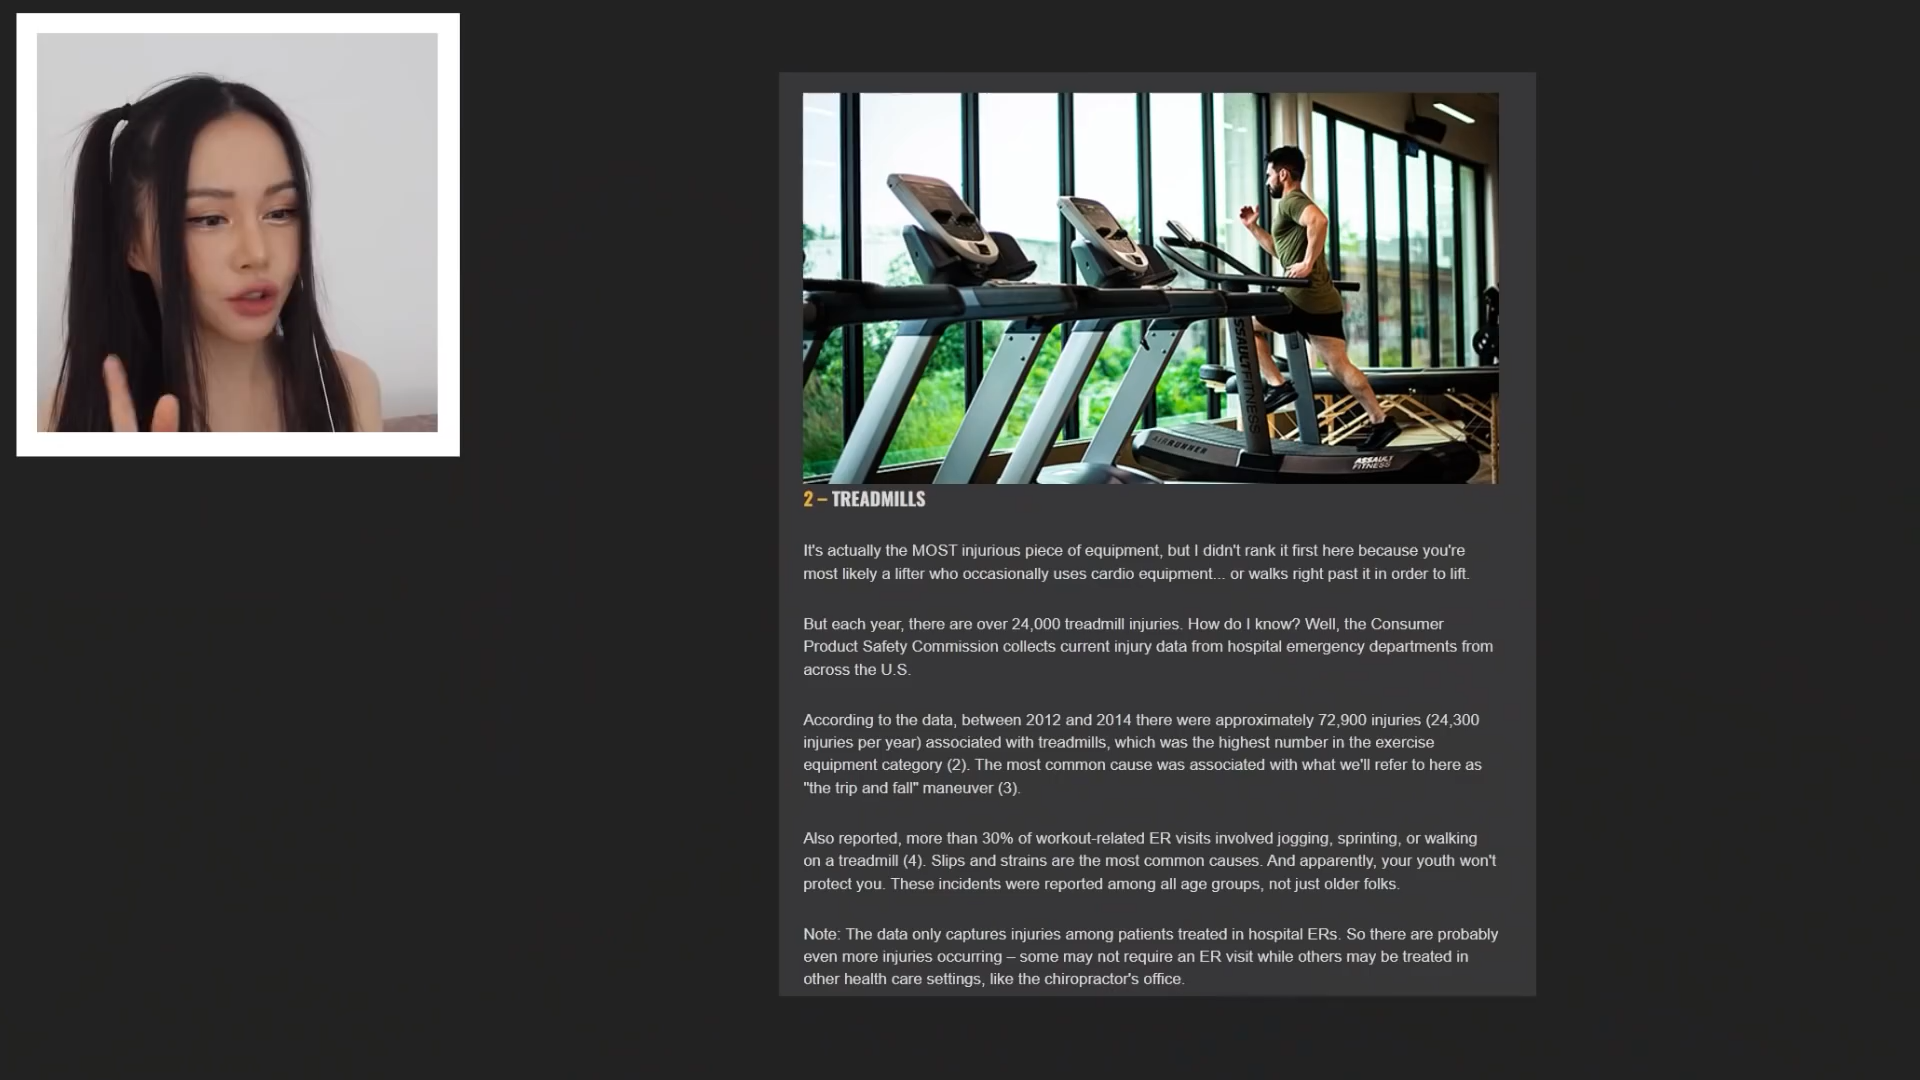 SSAULT FITNESS
AIRRUNNER
ASSAULT
FITNESS
2 – TREADMILLS
It's actually the MOST injurious piece of equipment, but I didn't rank it first here because you're
most likely a lifter who occasionally uses cardio equipment... or walks right past it in order to lift.
But each year, there are over 24,000 treadmill injuries. How do I know? Well, the Consumer
Product Safety Commission collects current injury data from hospital emergency departments from
across the U.S.
According to the data, between 2012 and 2014 there were approximately 72,900 injuries (24,300
injuries per year) associated with treadmills, which was the highest number in the exercise
equipment category (2). The most common cause was associated with what we'll refer to here as
"the trip and fall" maneuver (3).
Also reported, more than 30% of workout-related ER visits involved jogging, sprinting, or walking
on a treadmill (4). Slips and strains are the most common causes. And apparently, your youth won't
protect you. These incidents were reported among all age groups, not just older folks.
Note: The data only captures injuries among patients treated in hospital ERs. So there are probably
even more injuries occurring – some may not require an ER visit while others may be treated in
other health care settings, like the chiropractor's office.